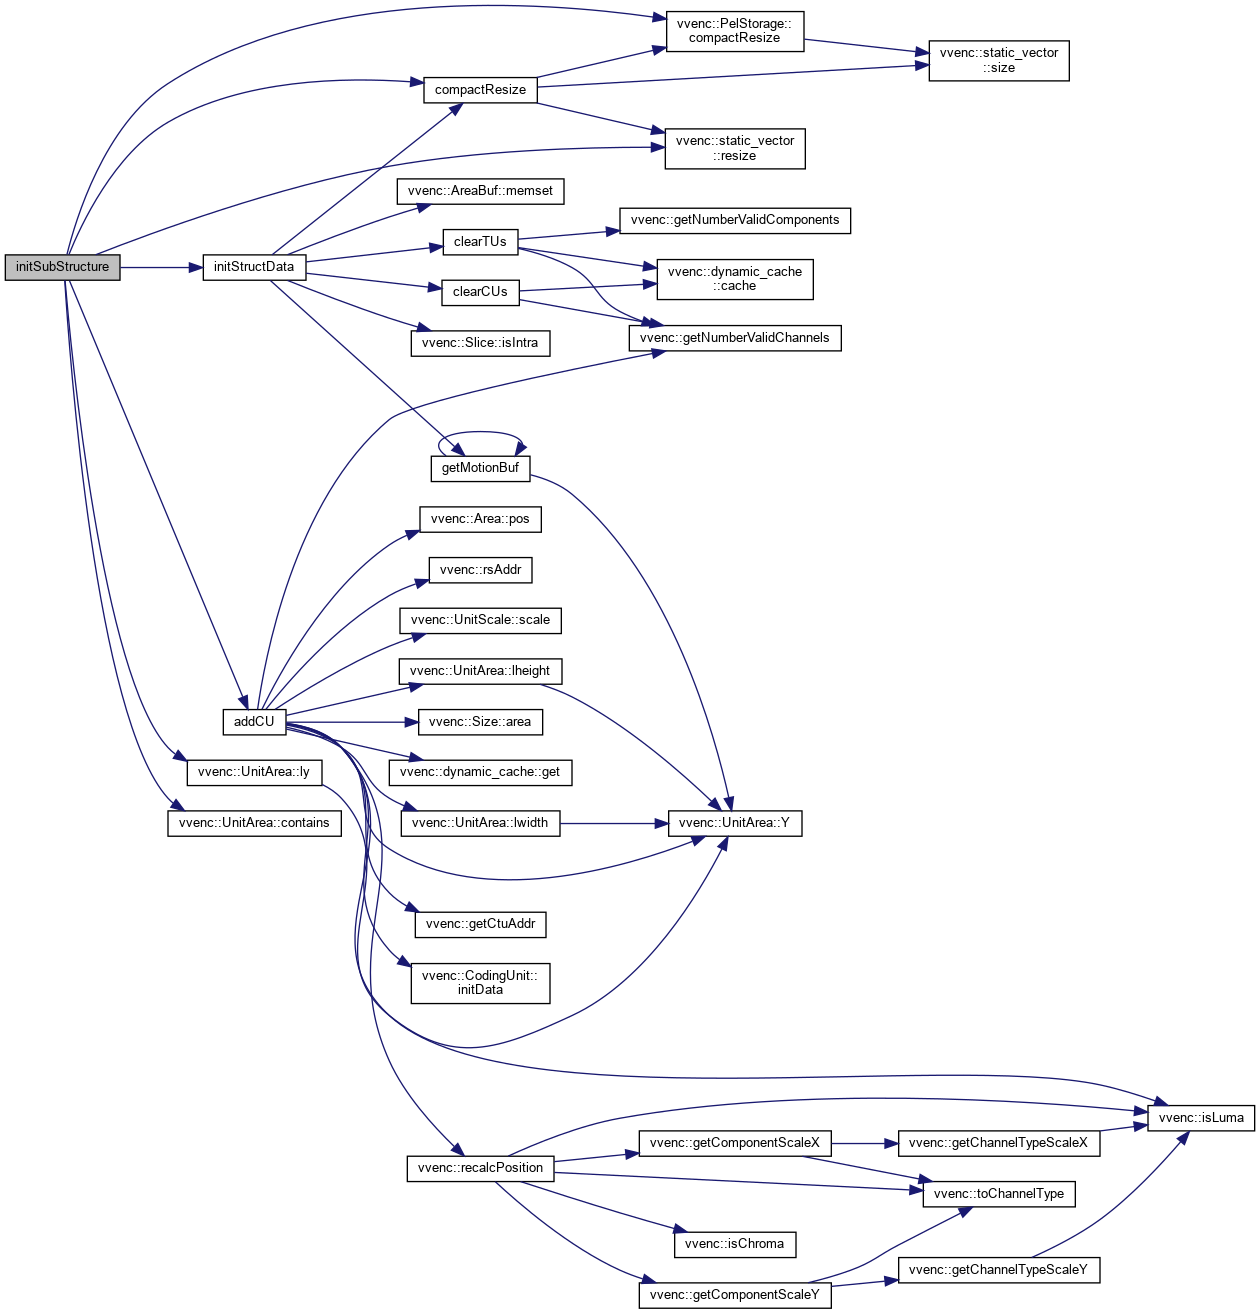 vvenc::PelStorage::
compactResize
vvenc::static_vector
::size
compactResize
vvenc::static_vector
::resize
vvenc::AreaBuf::memset
vvenc::getNumberValidComponents
clearTUs
initSubStructure
initStructData
vvenc::dynamic_cache
::cache
clearCUs
vvenc::getNumberValidChannels
vvenc::Slice::isIntra
getMotionBuf
vvenc::Area::pos
vvenc::rsAddr
vvenc::UnitScale::scale
vvenc::UnitArea::lheight
addCU
vvenc::Size::area
vvenc::UnitArea::ly
vvenc::dynamic_cache::get
vvenc::UnitArea::contains
vvenc::UnitArea::lwidth
vvenc::UnitArea::Y
vvenc::getCtuAddr
vvenc::CodingUnit::
initData
vvenc::isLuma
vvenc::getComponentScaleX
vvenc::getChannelTypeScaleX
vvenc::recalcPosition
vvenc::toChannelType
vvenc::isChroma
vvenc::getChannelTypeScaleY
vvenc::getComponentScaleY